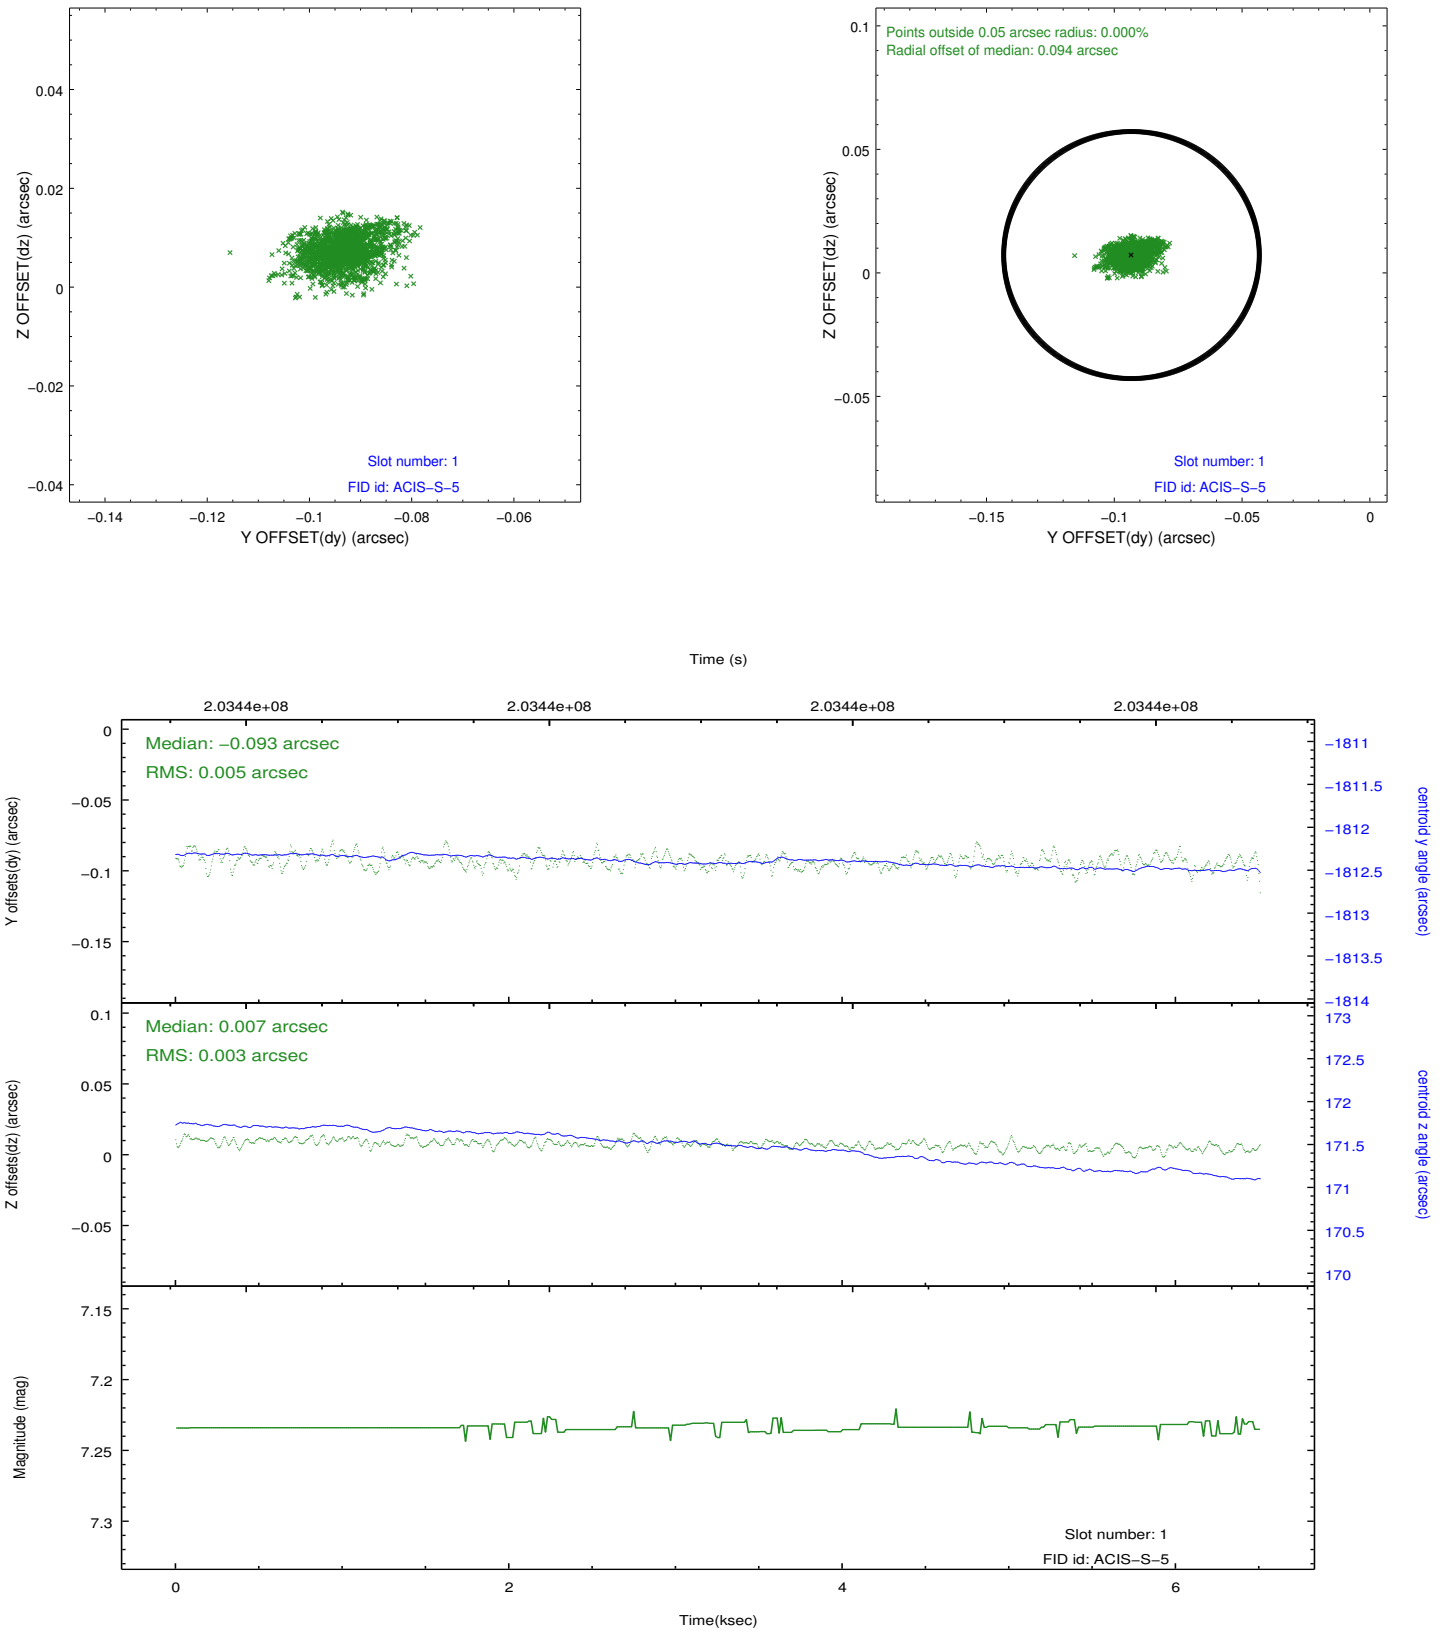 0.04
0.02
0
−0.02
−0.04
Z OFFSET(dz) (arcsec)
Slot number: 1
FID id: ACIS−S−5
−0.14 −0.12 −0.1 −0.08 −0.06
Y OFFSET(dy) (arcsec)
Points outside 0.05 arcsec radius: 0.000%
Radial offset of median: 0.094 arcsec
0.1
0.05
0
−0.05
Z OFFSET(dz) (arcsec)
Slot number: 1
FID id: ACIS−S−5
−0.15 −0.1 −0.05 0
Y OFFSET(dy) (arcsec)
Time (s)
2.0344e+08 2.0344e+08 2.0344e+08 2.0344e+08
Median: −0.093 arcsec
RMS: 0.005 arcsec
0
−0.05
−0.1
−0.15
Y offsets(dy) (arcsec)
−1811
−1811.5
−1812
−1812.5
−1813
−1813.5
−1814
centroid y angle (arcsec)
Median: 0.007 arcsec
RMS: 0.003 arcsec
0.1
0.05
0
−0.05
Z offsets(dz) (arcsec)
173
172.5
172
171.5
171
170.5
170
centroid z angle (arcsec)
7.15
7.2
7.25
7.3
Magnitude (mag)
Slot number: 1
FID id: ACIS−S−5
0 2 4 6
Time(ksec)